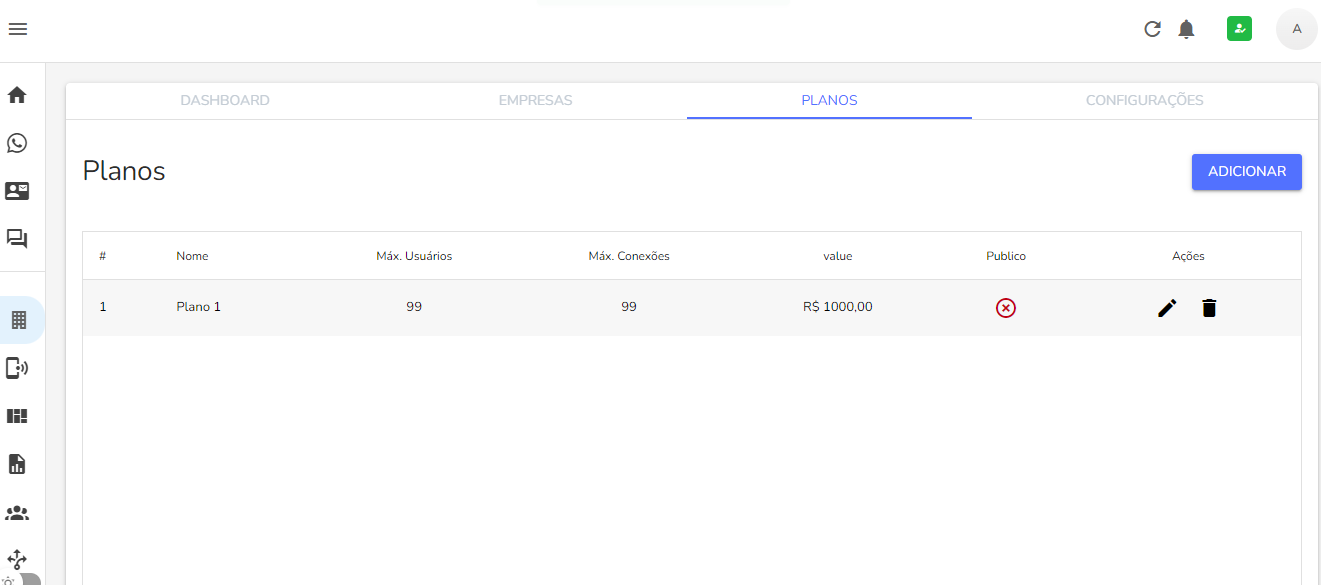 A
DASHBOARD EMPRESAS PLANOS CONFIGURAÇÕES
Planos
ADICIONAR
# Nome Máx. Usuários Máx. Conexões value Publico Ações
1 Plano 1 99 99 R$ 1000,00